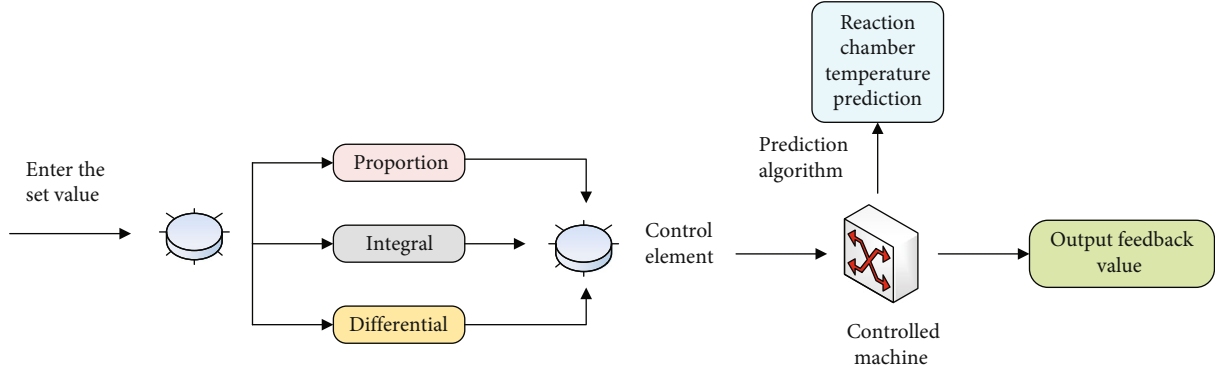 Enter the
set value
Proportion
Integral
Differential
Control
element
Reaction
chamber
temperature
prediction
Prediction
algorithm
Controlled
machine
Output feedback
value